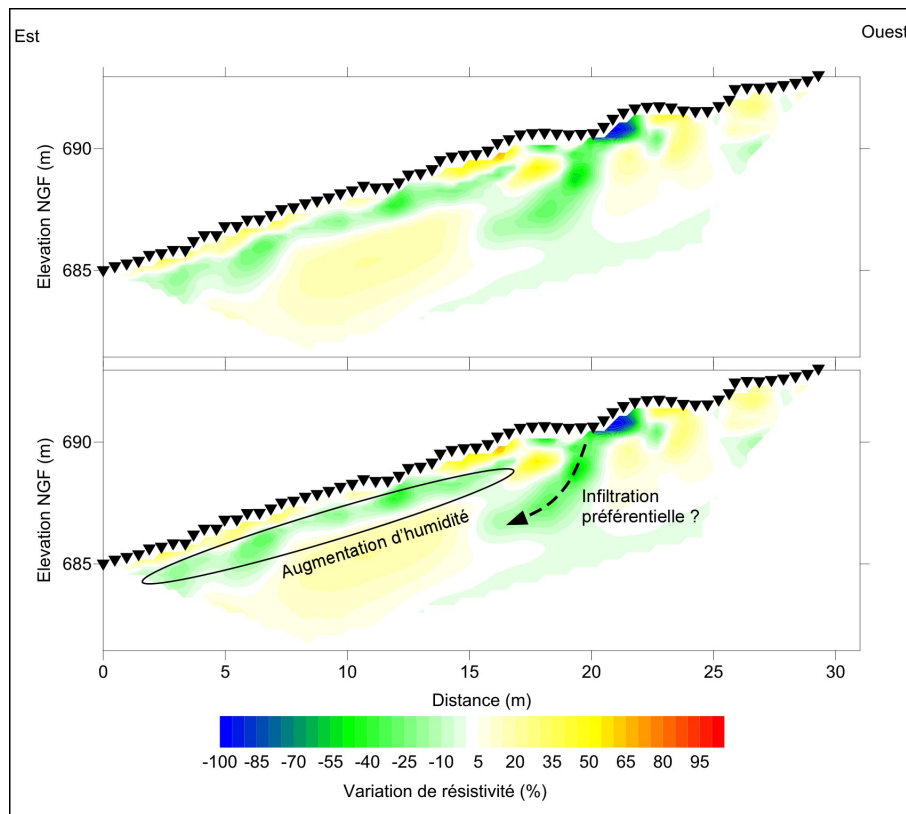 Est
Ouest
Elevation NGF (m)
690
685
Elevation NGF (m)
690
685
Infiltration
préférentielle ?
Augmentation d'humidité
0 5 10 15 20 25 30
Distance (m)
-100 -85 -70 -55 -40 -25 -10 5 20 35 50 65 80 95
Variation de résistivité (%)